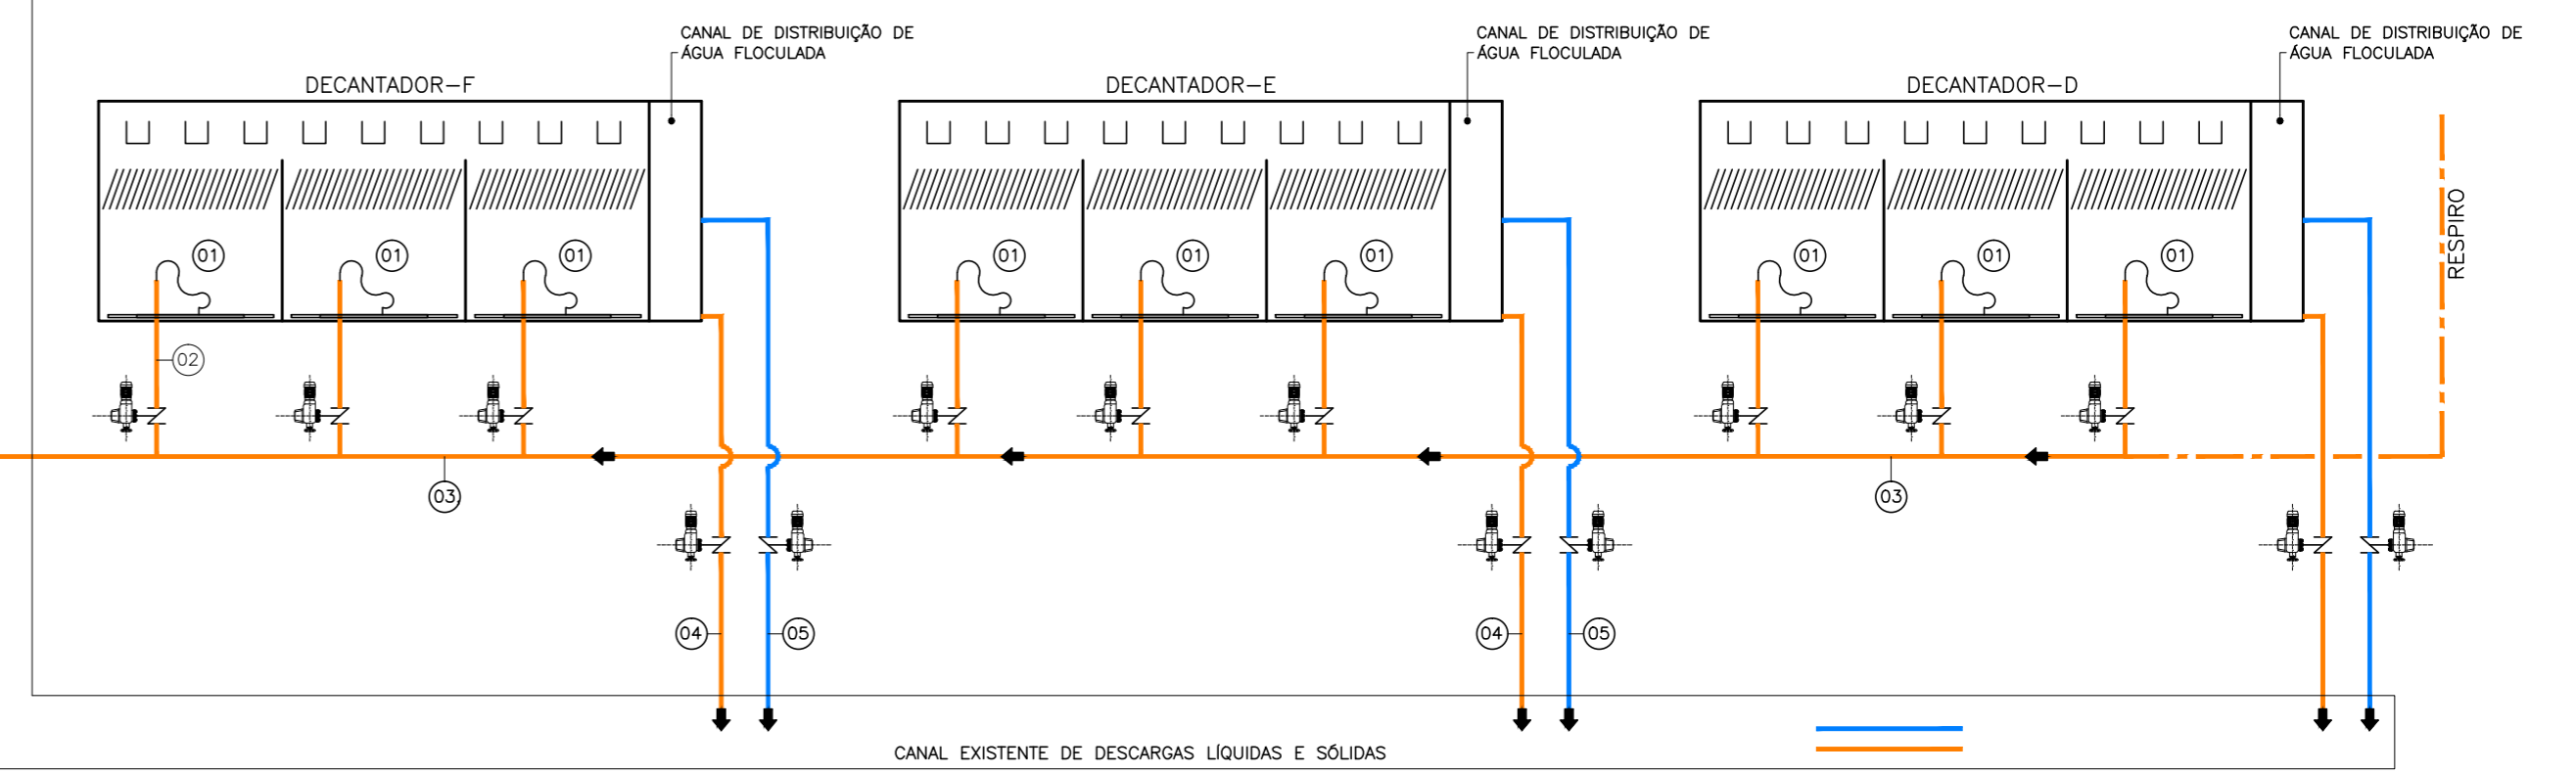 CANAL DE DISTRIBUIÇÃO DE
ÁGUA FLOCULADA
CANAL DE DISTRIBUIÇÃO DE
ÁGUA FLOCULADA
CANAL DE DISTRIBUIÇÃO DE
ÁGUA FLOCULADA
DECANTADOR-F
DECANTADOR-E
DECANTADOR-D
RESPIRO
01
01
01
01
01
01
01
01
01
02
03
03
04
05
04
05
CANAL EXISTENTE DE DESCARGAS LÍQUIDAS E SÓLIDAS